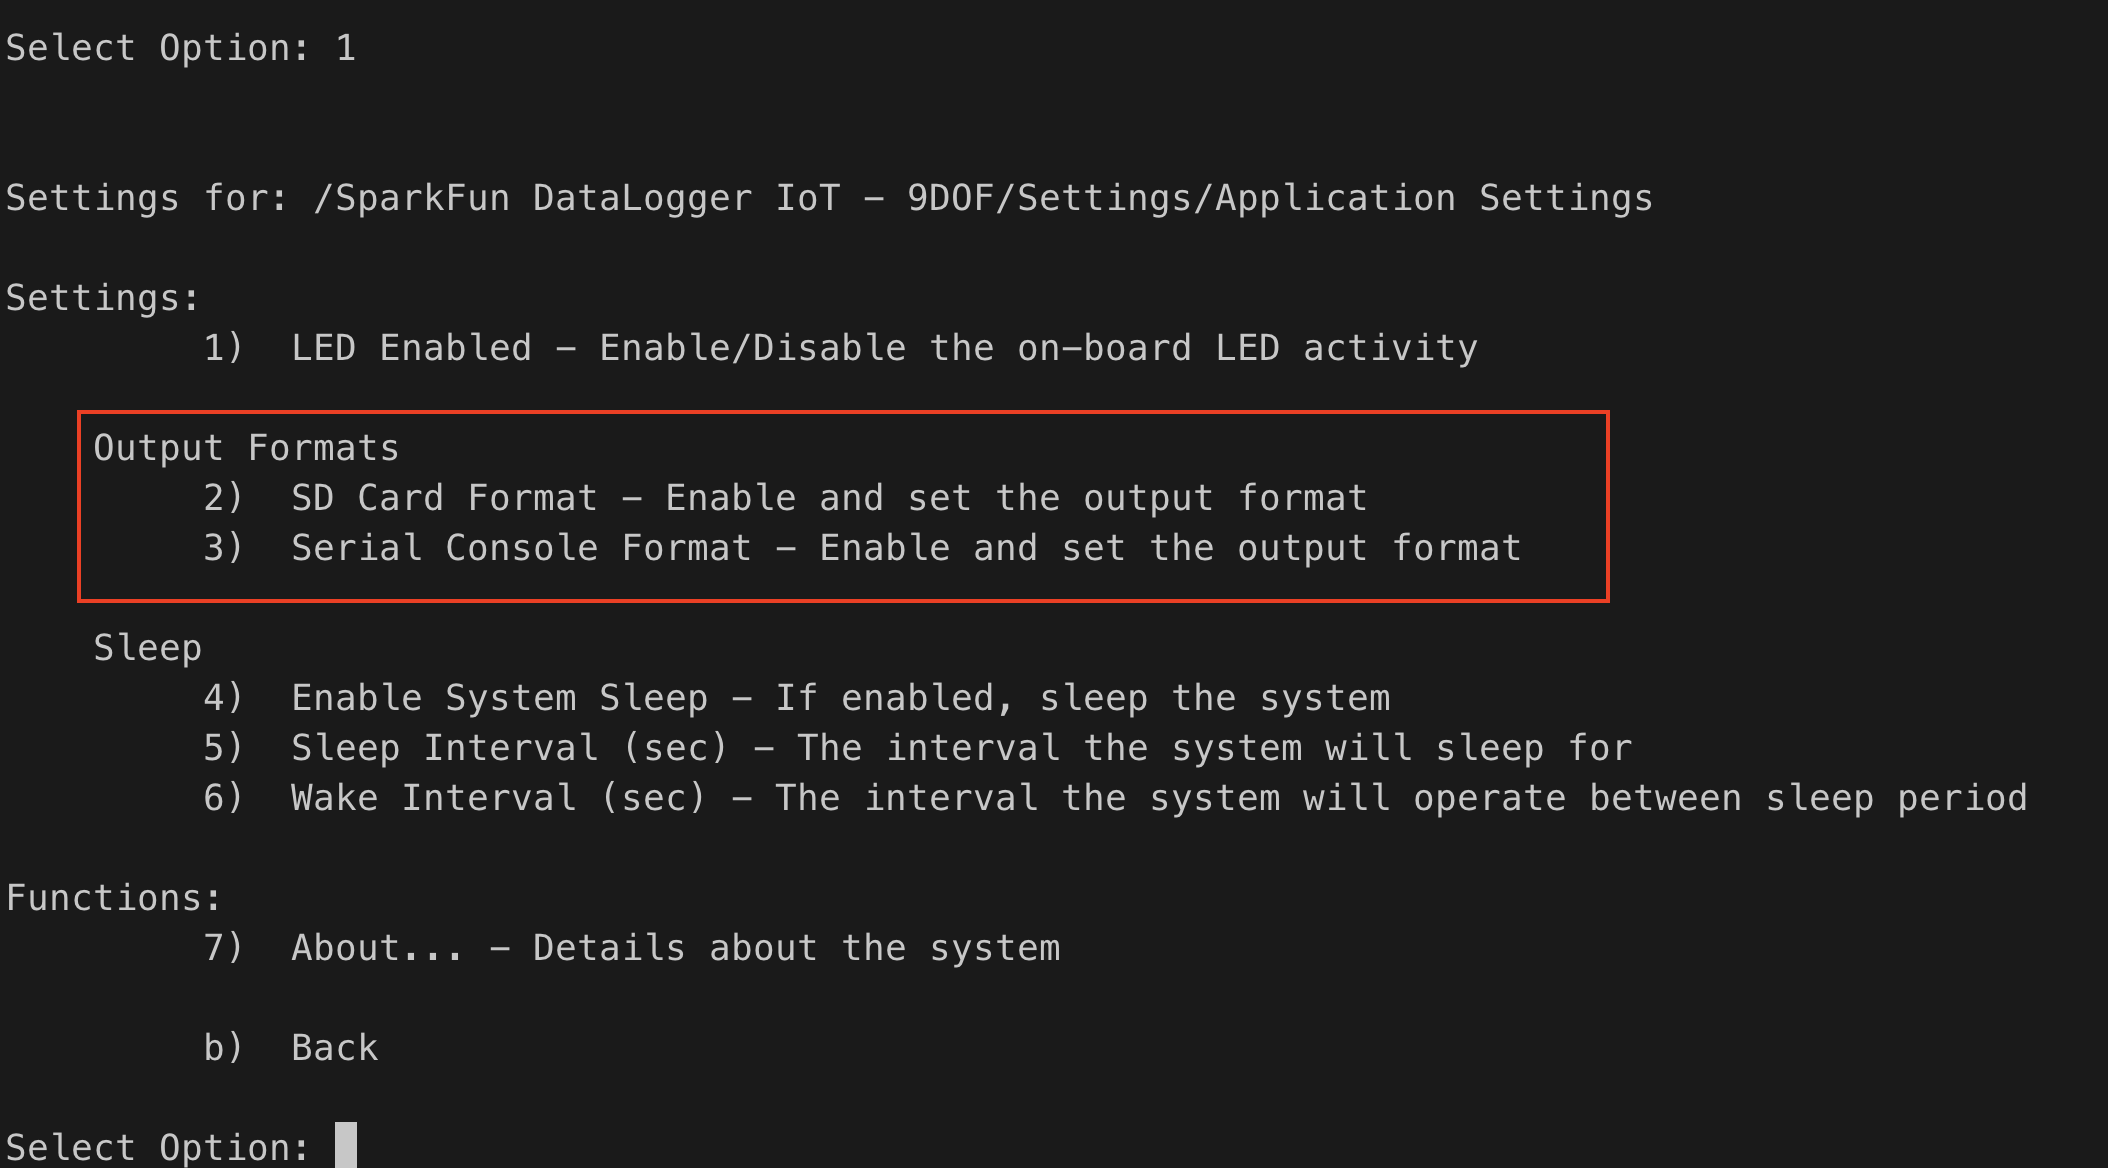 Select Option: 1
Settings for: /SparkFun DataLogger IoT – 9DOF/Settings/Application Settings
Settings:
1) LED Enabled – Enable/Disable the on–board LED activity
Output Formats
2) SD Card Format – Enable and set the output format
3) Serial Console Format – Enable and set the output format
Sleep
4) Enable System Sleep – If enabled, sleep the system
5) Sleep Interval (sec) – The interval the system will sleep for
6) Wake Interval (sec) – The interval the system will operate between sleep period
Functions:
7) About... – Details about the system
b) Back
Select Option: